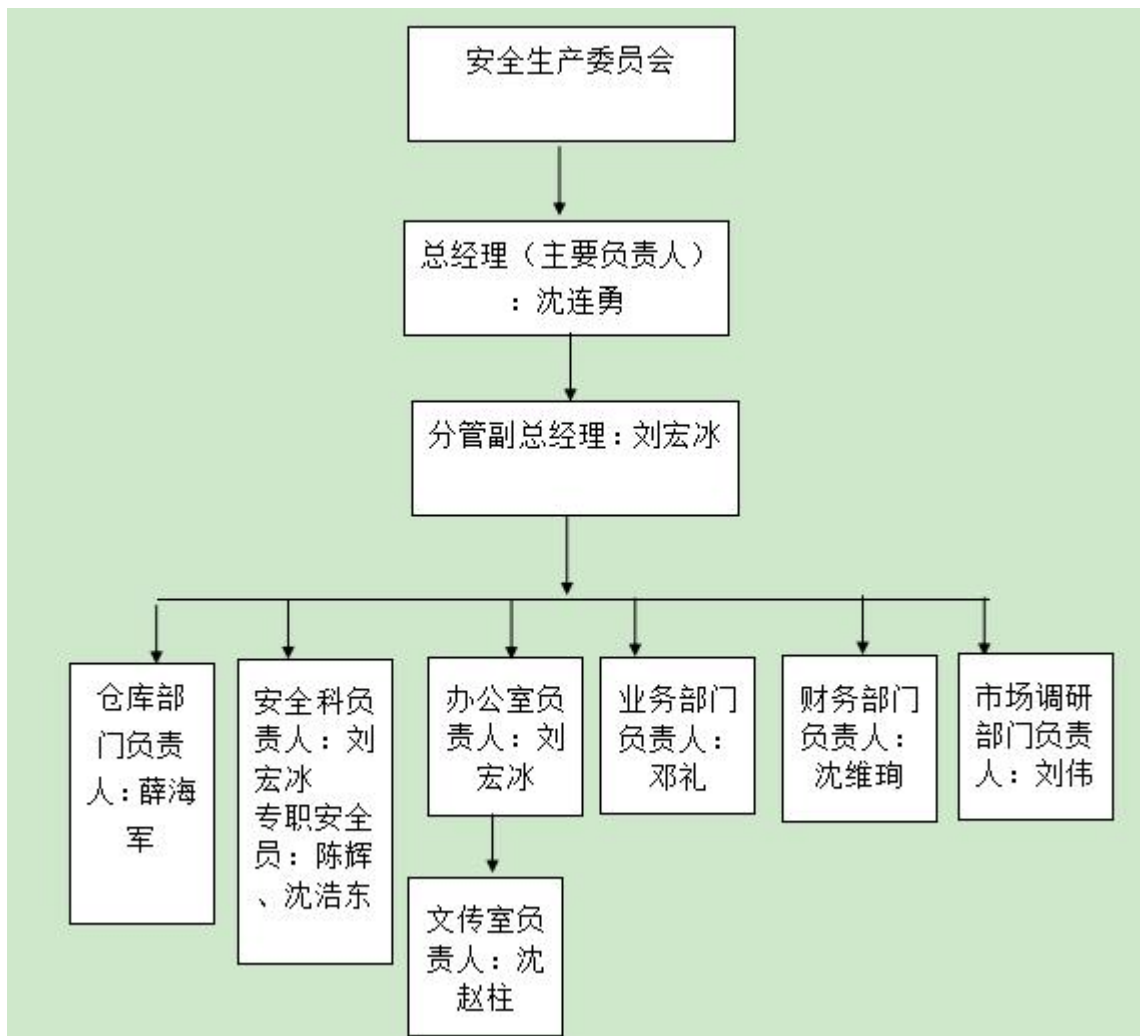 安全生产委员会
总经理（主要负责人）
：沈连勇
分管副总经理：刘宏冰
仓库部
门负责
人：薛海
军
安全科负
责人：刘
宏冰
专职安全
员：陈辉
、沈浩东
办公室负
责人：刘
宏冰
业务部门
负责人：
邓礼
财务部门
负责人：
沈维珣
市场调研
部门负责
人：刘伟
文传室负
责人：沈
赵柱